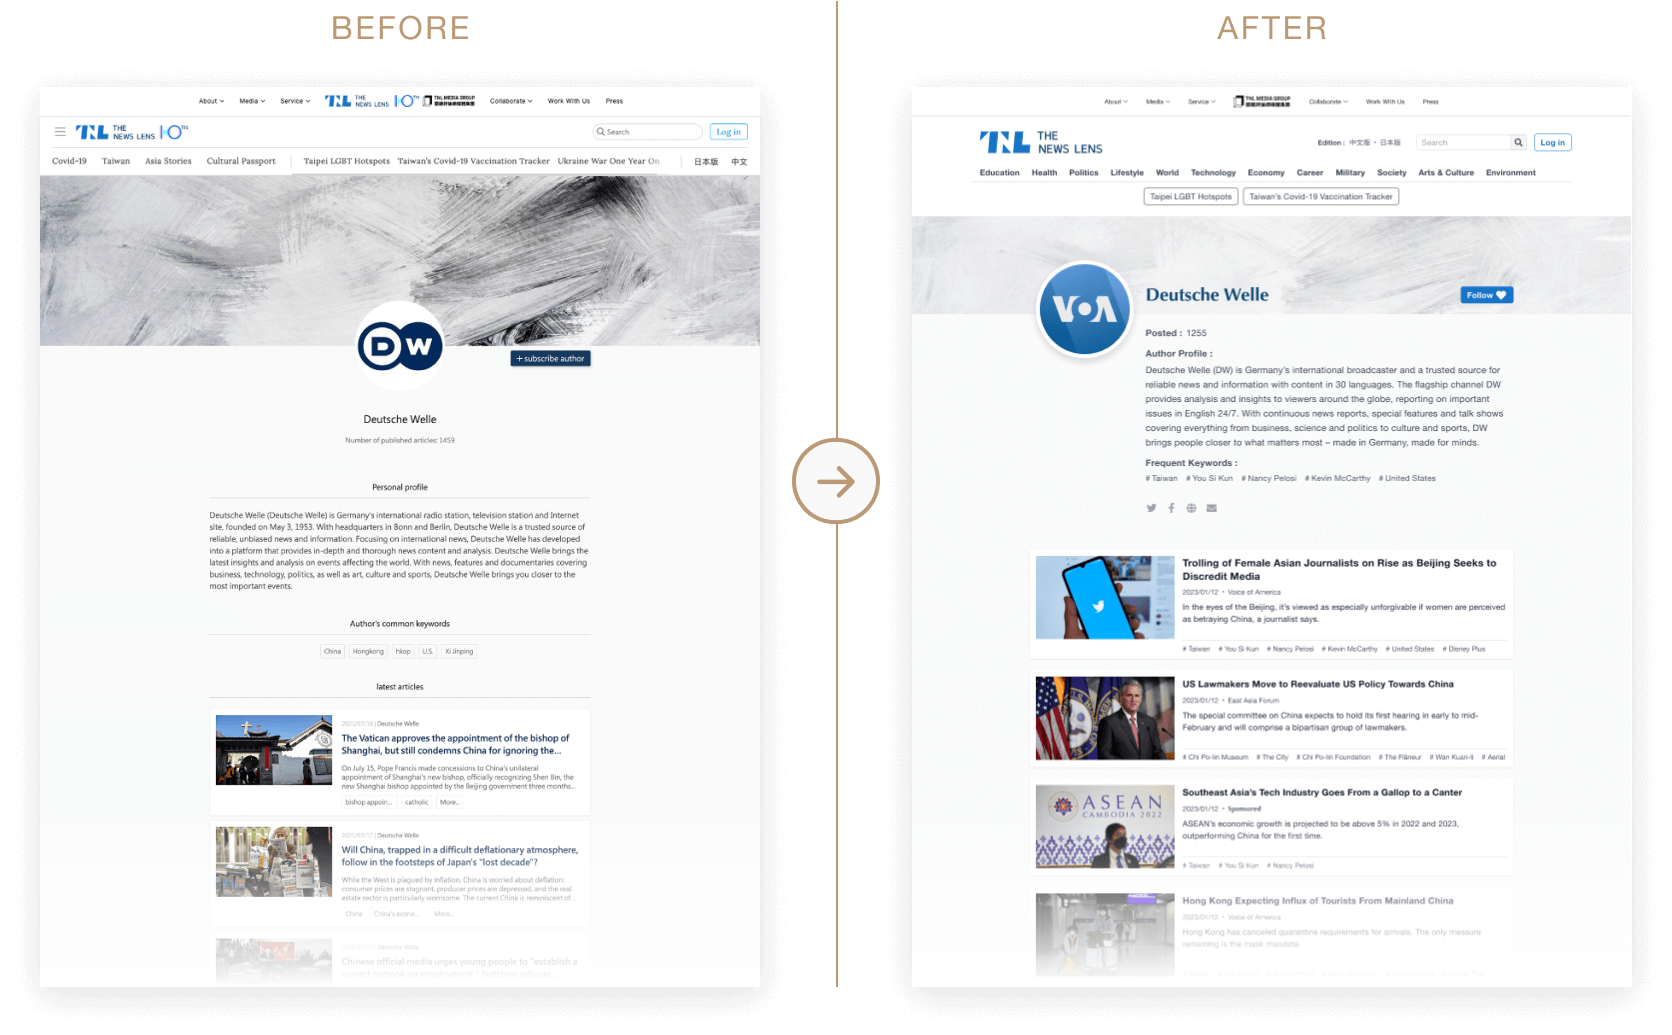 BEFORE
About Media Service TNL THE NEWS LENS 10TH TNL MEDIA GROUP Collaborate Work With Us Press
TNL THE NEWS LENS 10TH
Search
Log in
Covid-19 Taiwan Asia Stories Cultural Passport Taipei LGBT Hotspots Taiwan's Covid-19 Vaccination Tracker Ukraine War One Year On 日本版 中文
DW
+ subscribe author
Deutsche Welle
Number of published articles: 1459
Personal profile
Deutsche Welle (Deutsche Welle) is Germany's international radio station, television station and Internet
site, founded on May 3, 1953. With headquarters in Bonn and Berlin, Deutsche Welle is a trusted source of
reliable, unbiased news and information. Focusing on international news, Deutsche Welle has developed
into a platform that provides in-depth and thorough news content and analysis. Deutsche Welle brings the
latest insights and analysis on events affecting the world. With news, features and documentaries covering
business, technology, politics, as well as art, culture and sports, Deutsche Welle brings you closer to the
most important events.
Author's common keywords
China Hongkong hkop U.S. Xi Jinping
latest articles
2023/07/18 | Deutsche Welle
The Vatican approves the appointment of the bishop of
Shanghai, but still condemns China for ignoring the...
On July 15, Pope Francis made concessions to China's unilateral
appointment of Shanghai's new bishop, officially recognizing Shen Bin, the
new Shanghai bishop appointed by the Beijing government three months...
bishop appoin... catholic More..
2023/07/17 | Deutsche Welle
Will China, trapped in a difficult deflationary atmosphere,
follow in the footsteps of Japan's "lost decade"?
While the West is plagued by inflation, China is worried about deflation:
consumer prices are stagnant, producer prices are depressed, and the real
estate sector is particularly worrisome. The current China is reminiscent of...
China China's econo... More..
Deutsche Welle
Chinese official media urges young people to "establish a
correct outlook on employment." Netizens ridicule
AFTER
About Media Service TNL MEDIA GROUP Collaborate Work With Us Press
TNL THE NEWS LENS
Edition : 中文版 • 日本版
Search
Log in
Education Health Politics Lifestyle World Technology Economy Career Military Society Arts & Culture Environment
Taipei LGBT Hotspots Taiwan's Covid-19 Vaccination Tracker
VOA
Deutsche Welle
Follow
Posted : 1255
Author Profile :
Deutsche Welle (DW) is Germany's international broadcaster and a trusted source for
reliable news and information with content in 30 languages. The flagship channel DW
provides analysis and insights to viewers around the globe, reporting on important
issues in English 24/7. With continuous news reports, special features and talk shows
covering everything from business, science and politics to culture and sports, DW
brings people closer to what matters most – made in Germany, made for minds.
Frequent Keywords :
# Taiwan # You Si Kun # Nancy Pelosi # Kevin McCarthy # United States
Trolling of Female Asian Journalists on Rise as Beijing Seeks to
Discredit Media
2023/01/12 • Voice of America
In the eyes of the Beijing, it's viewed as especially unforgivable if women are perceived
as betraying China, a journalist says.
# Taiwan # You Si Kun # Nancy Pelosi # Kevin McCarthy # United States # Disney Plus
US Lawmakers Move to Reevaluate US Policy Towards China
2023/01/12 • East Asia Forum
The special committee on China expects to hold its first hearing in early to mid-
February and will comprise a bipartisan group of lawmakers.
# Chi Po-lin Museum # The City # Chi Po-lin Foundation # The Flâneur # Wan Kuan-li # Aerial
ASEAN
CAMBODIA 2022
Southeast Asia's Tech Industry Goes From a Gallop to a Canter
2023/01/12 • Sponsored
ASEAN's economic growth is projected to be above 5% in 2022 and 2023,
outperforming China for the first time.
# Taiwan # You Si Kun # Nancy Pelosi
Hong Kong Expecting Influx of Tourists From Mainland China
2023/01/12 • Voice of America
Hong Kong has canceled quarantine requirements for arrivals. The only measure
remaining is the mask mandate.